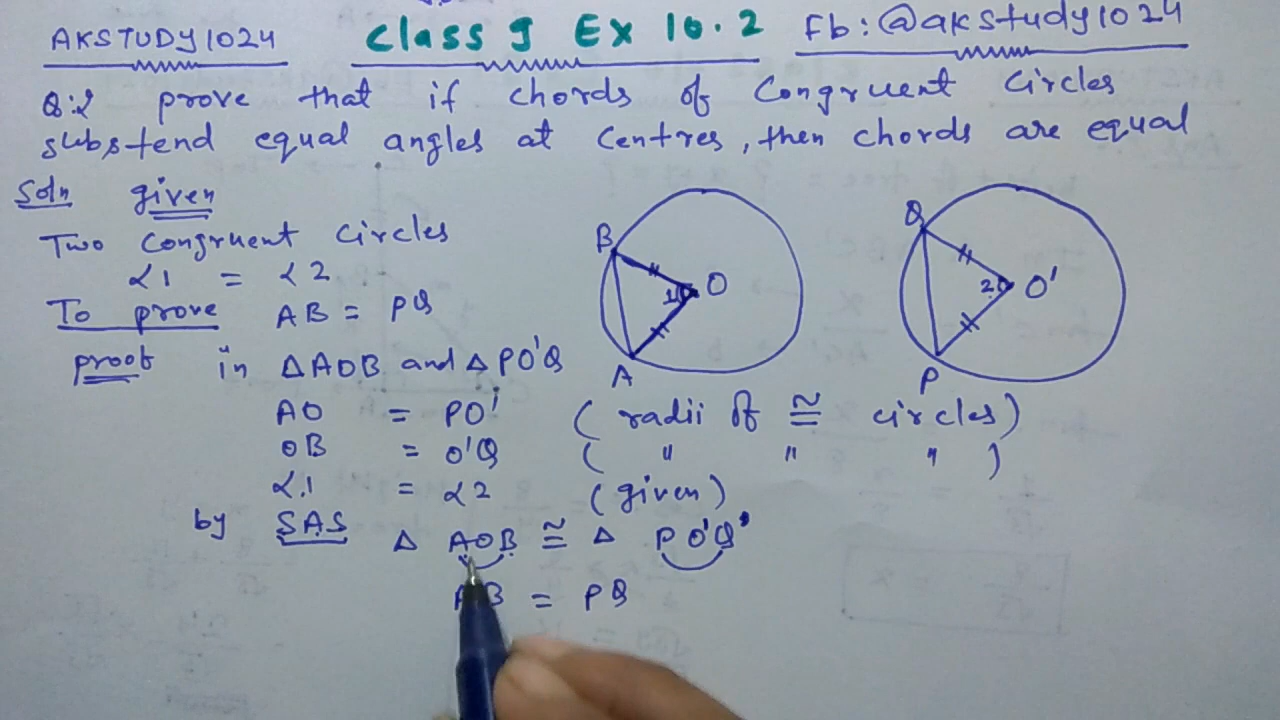 AKSTUDY1024 Class 9 Ex 10.2 Fb:@akstudy1024
Q:2 prove that if chords of Congruent Circles
substend equal angles at Centres, then chords are equal
Soln given
Two Congruent Circles
∠1 = ∠2
To prove AB = PQ
proof in ΔAOB and ΔPO'Q
AO = PO' (radii of ≅ circles)
OB = O'Q ( " " " )
∠1 = ∠2 (given)
by SAS Δ AOB ≅ Δ PO'Q
AB = PQ
B
1
O
A
Q
2
O'
P